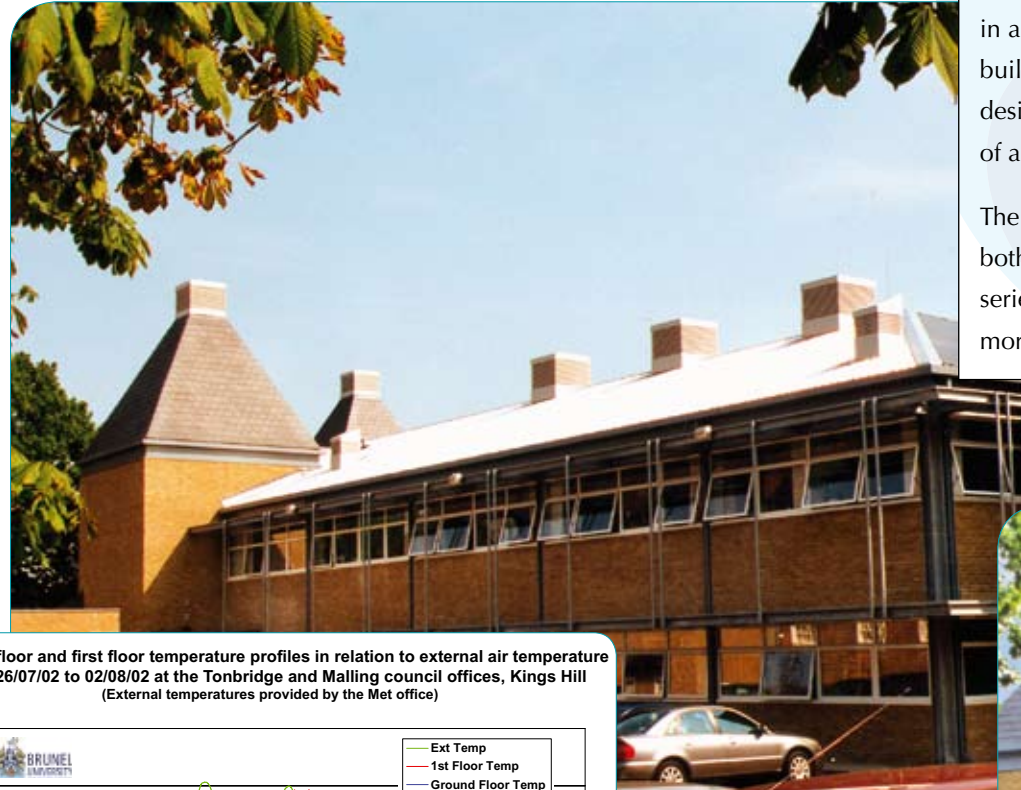 in a
buil
desi
of a
The
both
serie
mor
floor and first floor temperature profiles in relation to external air temperature
26/07/02 to 02/08/02 at the Tonbridge and Malling council offices, Kings Hill
(External temperatures provided by the Met office)
BRUNEL
UNIVERSITY
Ext Temp
1st Floor Temp
Ground Floor Temp